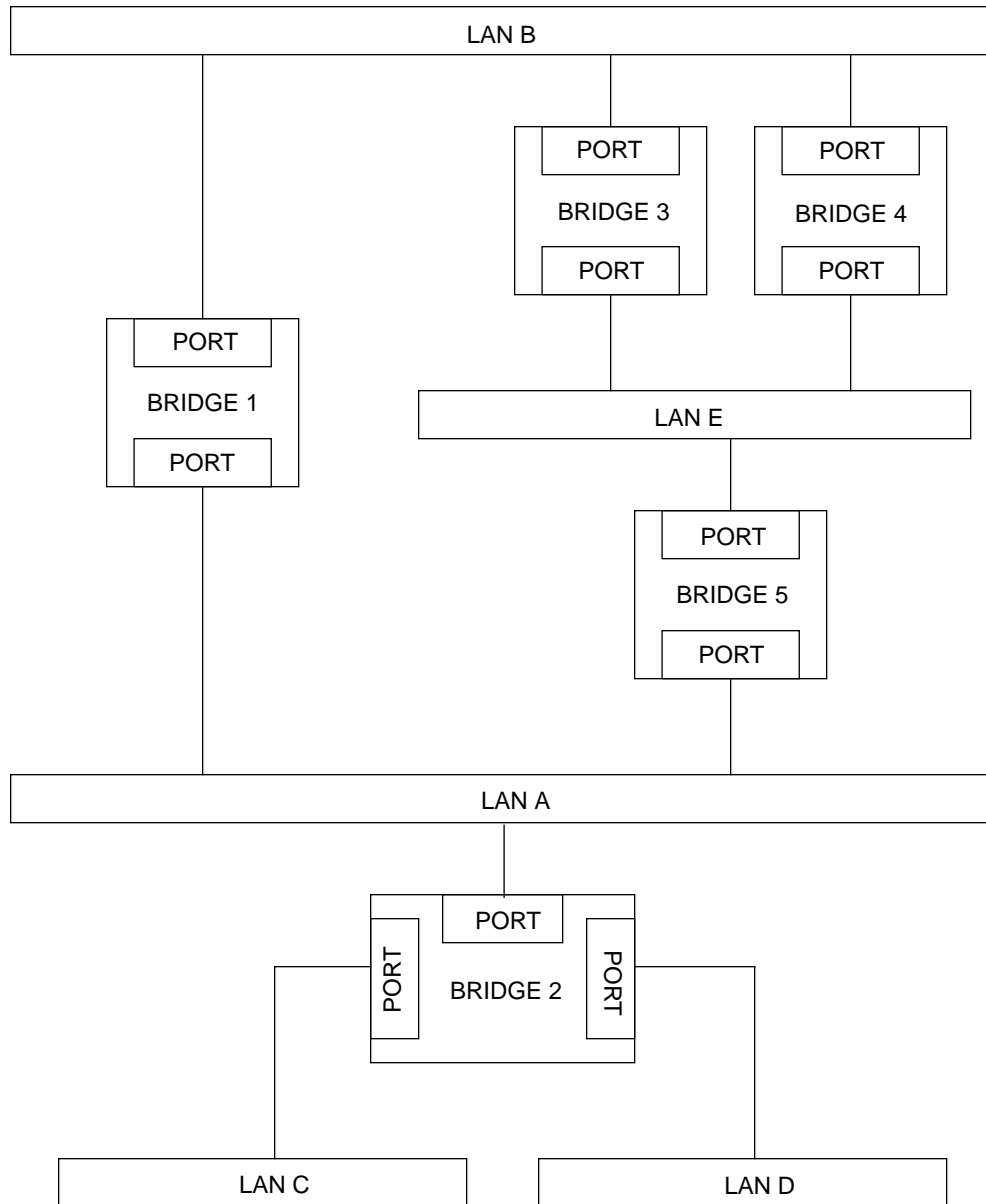 LAN B
PORT
PORT
BRIDGE 3
BRIDGE 4
PORT
PORT
PORT
BRIDGE 1
LAN E
PORT
PORT
BRIDGE 5
PORT
LAN A
PORT
PORT
BRIDGE 2
PORT
LAN C
LAN D